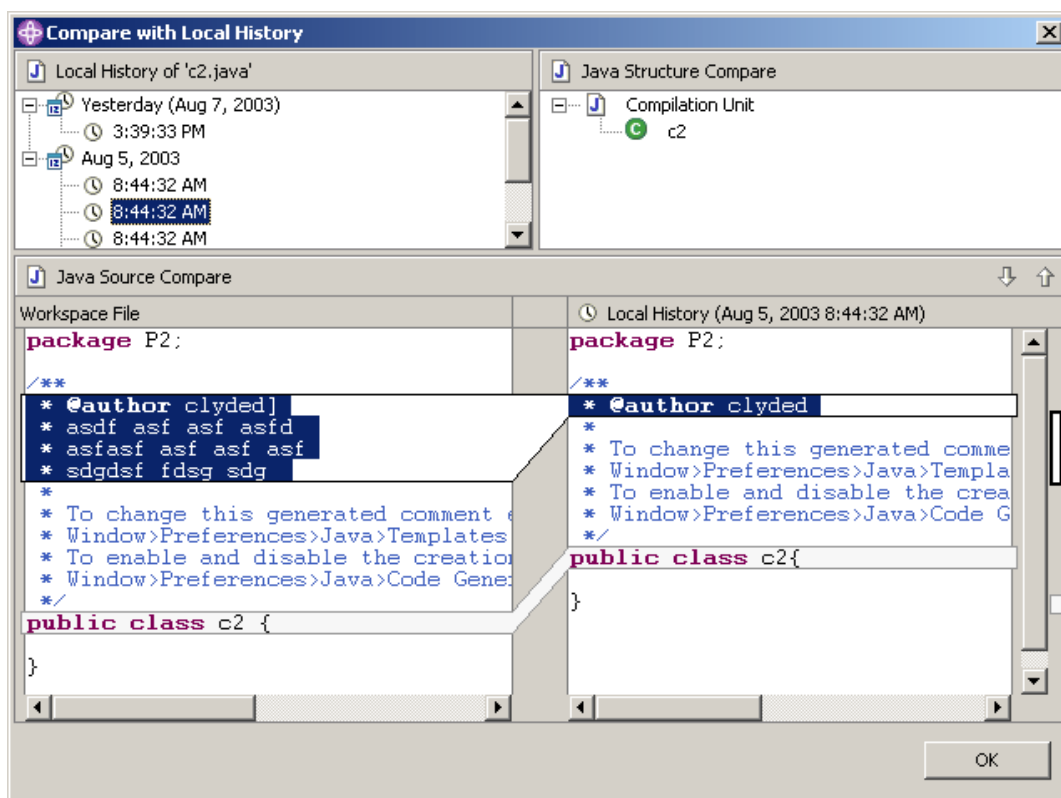 Compare with Local History
Local History of 'c2.java'
Yesterday (Aug 7, 2003)
3:39:33 PM
Aug 5, 2003
8:44:32 AM
8:44:32 AM
8:44:32 AM
Java Structure Compare
Compilation Unit
c2
Java Source Compare
Workspace File
package P2;
/**
* @author clyded]
* asdf asf asf asfd
* asfasf asf asf asf
* sdgdsf fdsg sdg
*
* To change this generated comment e
* Window>Preferences>Java>Templates
* To enable and disable the creation
* Window>Preferences>Java>Code Gener
*/
public class c2 {
}
Local History (Aug 5, 2003 8:44:32 AM)
package P2;
/**
* @author clyded
*
* To change this generated comme
* Window>Preferences>Java>Templa
* To enable and disable the crea
* Window>Preferences>Java>Code G
*/
public class c2{
}
OK